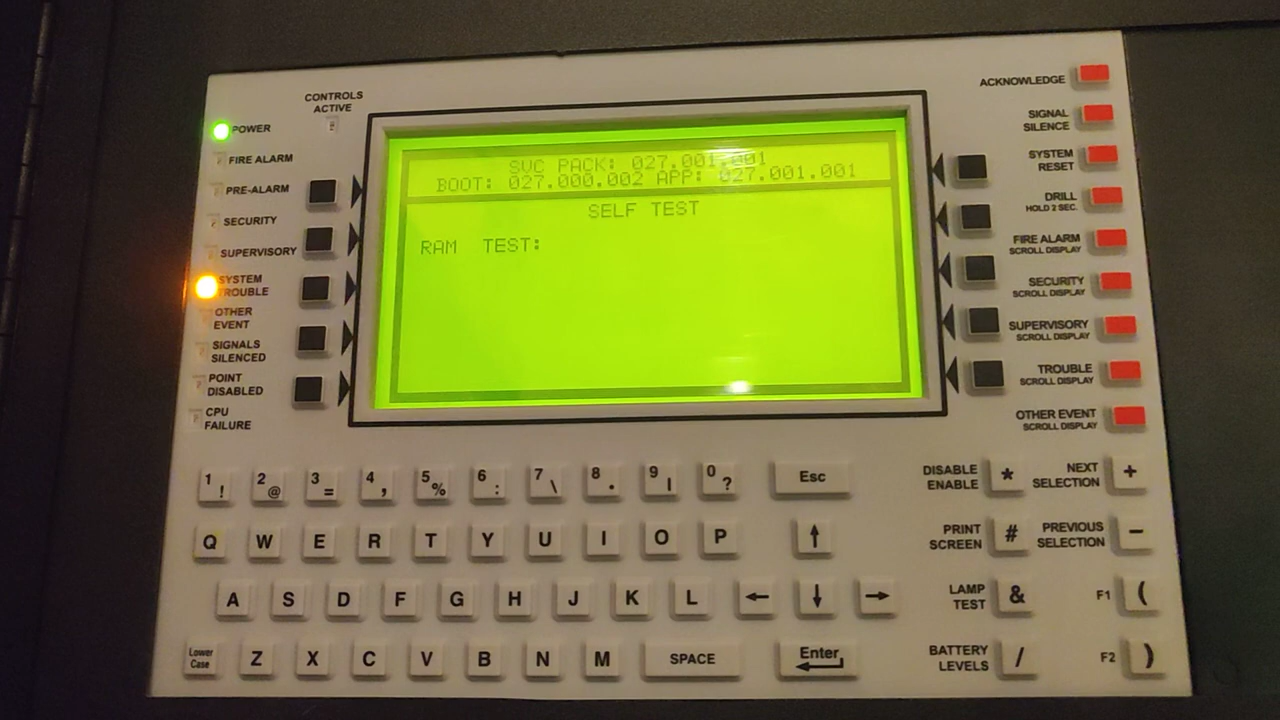 CONTROLS
ACTIVE
POWER
FIRE ALARM
PRE-ALARM
SECURITY
SUPERVISORY
SYSTEM
TROUBLE
OTHER
EVENT
SIGNALS
SILENCED
POINT
DISABLED
CPU
FAILURE
SVC PACK: 027.001.001
BOOT: 027.000.002 APP: 027.001.001
SELF TEST
RAM TEST:
ACKNOWLEDGE
SIGNAL
SILENCE
SYSTEM
RESET
DRILL
HOLD 2 SEC.
FIRE ALARM
SCROLL DISPLAY
SECURITY
SCROLL DISPLAY
SUPERVISORY
SCROLL DISPLAY
TROUBLE
SCROLL DISPLAY
OTHER EVENT
SCROLL DISPLAY
1 ! 2 @ 3 = 4 , 5 % 6 : 7 \ 8 . 9 | 0 ? Esc
Q W E R T Y U I O P ↑
A S D F G H J K L ← ↓ →
Lower
Case
Z X C V B N M SPACE Enter
DISABLE
ENABLE
*
NEXT
SELECTION
+
PRINT
SCREEN
#
PREVIOUS
SELECTION
−
LAMP
TEST
&
F1 (
BATTERY
LEVELS
/
F2 )